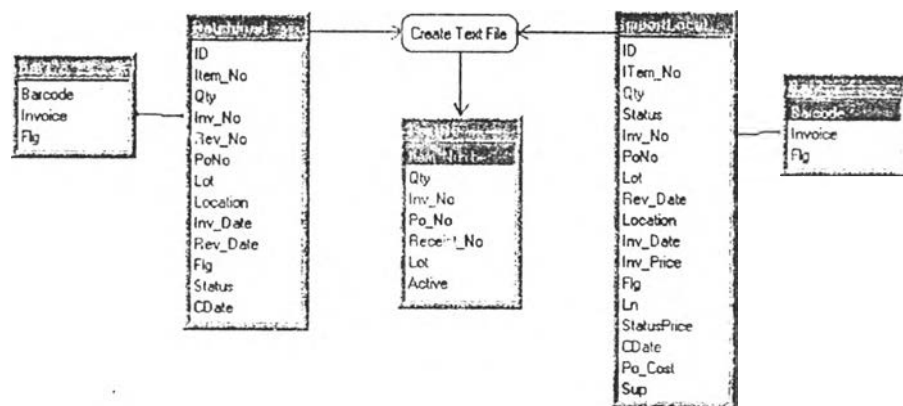 Barcode
Invoice
Flg
ID
Item_No
Qty
Inv_No
Rev_No
PoNo
Lot
Location
Inv_Date
Rev_Date
Flg
Status
CDate
Create Text File
Qty
Inv_No
Po_No
Receint_No
Lot
Active
ImportLocal
ID
ITem_No
Qty
Status
Inv_No
PoNo
Lot
Rev_Date
Location
Inv_Date
Inv_Price
Flg
Ln
StatusPrice
CDate
Po_Cost
Sup
Barcode
Invoice
Flg